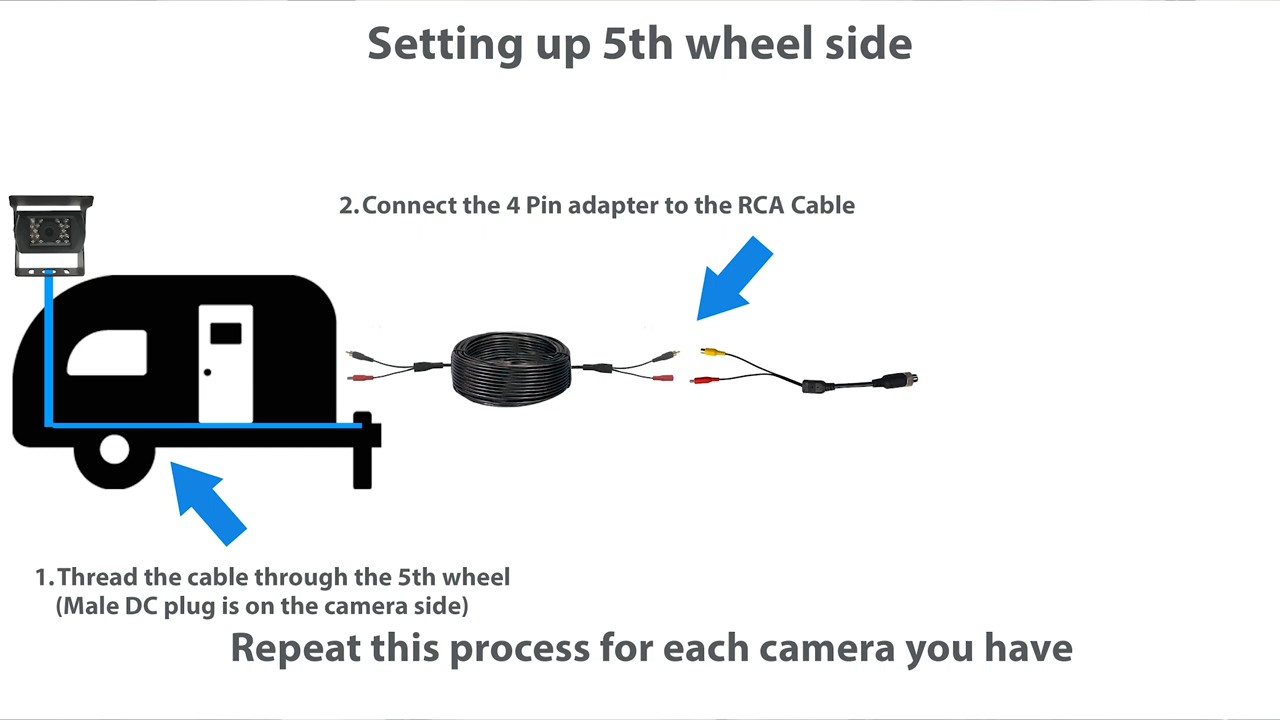 Setting up 5th wheel side
2.Connect the 4 Pin adapter to the RCA Cable
1.Thread the cable through the 5th wheel
(Male DC plug is on the camera side)
Repeat this process for each camera you have